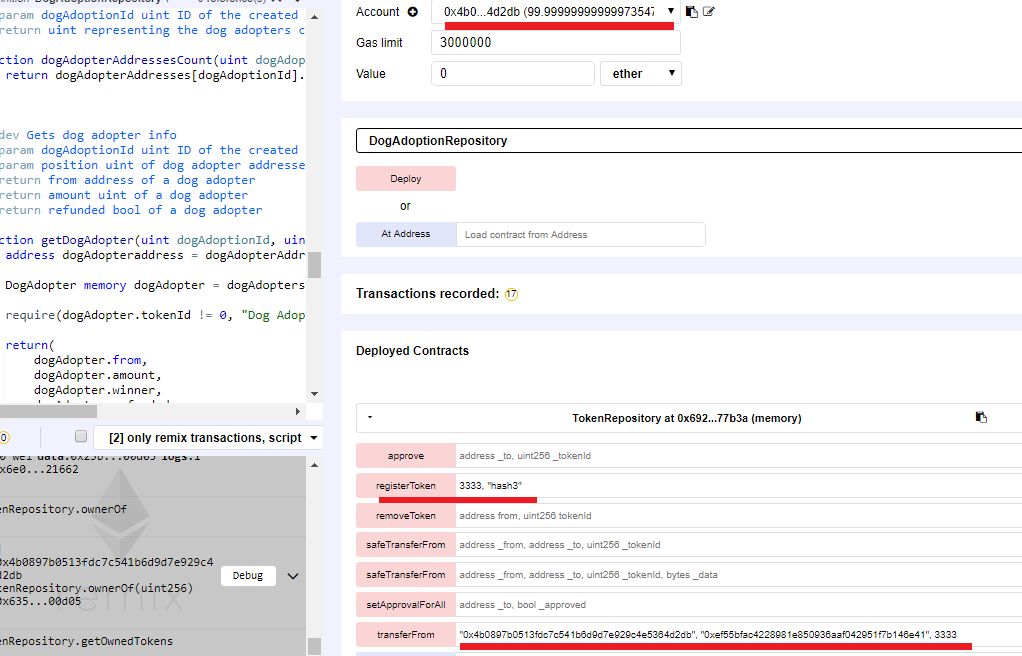 param dogAdoptionId uint ID of the created
return uint representing the dog adopters c
ction dogAdopterAddressesCount(uint dogAdop
return dogAdopterAddresses[dogAdoptionId].
dev Gets dog adopter info
param dogAdoptionId uint ID of the created
param position uint of dog adopter addresse
return from address of a dog adopter
return amount uint of a dog adopter
return refunded bool of a dog adopter
ction getDogAdopter(uint dogAdoptionId, uin
address dogAdopteraddress = dogAdopterAddr
DogAdopter memory dogAdopter = dogAdopters
require(dogAdopter.tokenId != 0, "Dog Adop
return(
dogAdopter.from,
dogAdopter.amount,
dogAdopter.winner,
0
[2] only remix transactions, script
0 wei data:0x25b...00d05 logs:1
x6e0...21662
enRepository.ownerOf
0x4b0897b0513fdc7c541b6d9d7e929c4
d2db
enRepository.ownerOf(uint256)
0x635...00d05
Debug
remix
enRepository.getOwnedTokens
Account
0x4b0...4d2db (99.99999999999973547
Gas limit
3000000
Value
0
ether
DogAdoptionRepository
Deploy
or
At Address
Load contract from Address
Transactions recorded: 17
Deployed Contracts
TokenRepository at 0x692...77b3a (memory)
approve address _to, uint256 _tokenId
registerToken 3333, "hash3"
removeToken address from, uint256 tokenId
safeTransferFrom address _from, address _to, uint256 _tokenId
safeTransferFrom address _from, address _to, uint256 _tokenId, bytes _data
setApprovalForAll address _to, bool _approved
transferFrom "0x4b0897b0513fdc7c541b6d9d7e929c4e5364d2db", "0xef55bfac4228981e850936aaf042951f7b146e41", 3333